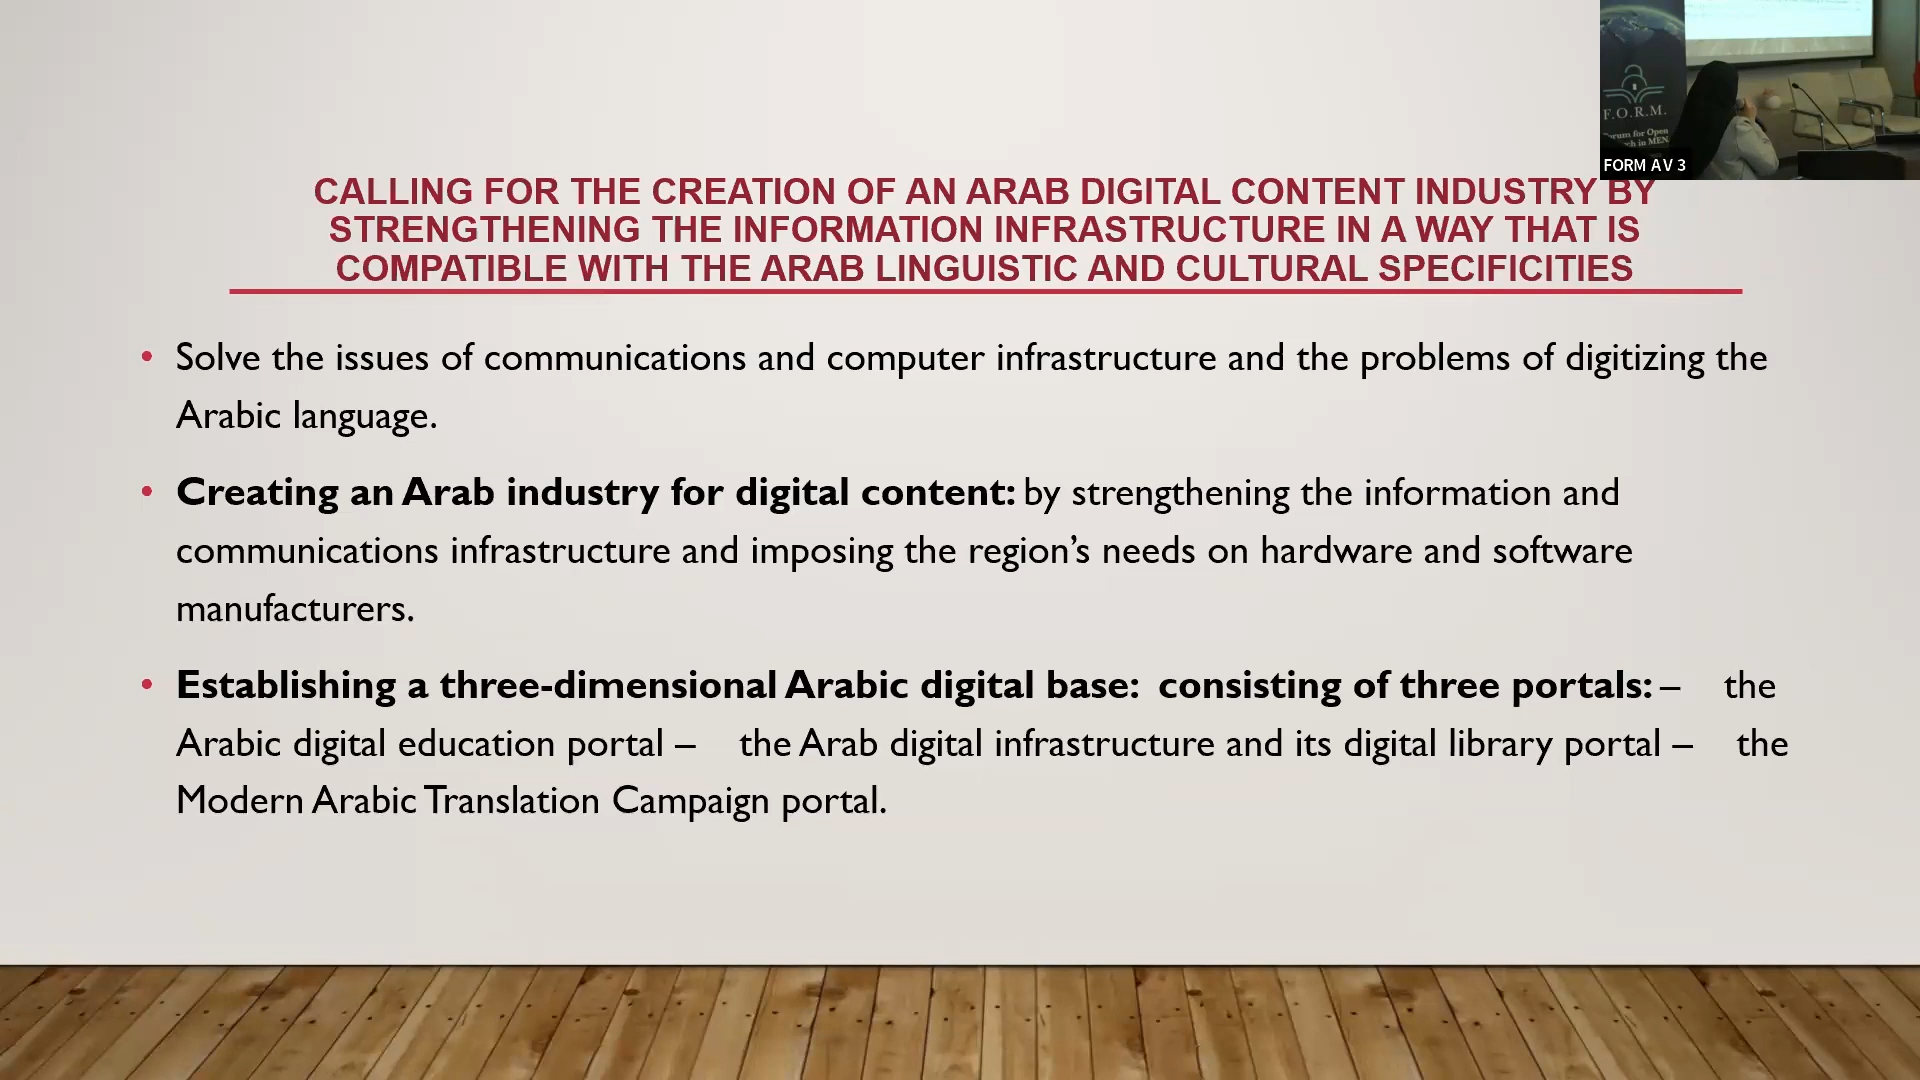 F.O.R.M.
Forum for Open
in MENA
FORM AV 3
CALLING FOR THE CREATION OF AN ARAB DIGITAL CONTENT INDUSTRY BY
STRENGTHENING THE INFORMATION INFRASTRUCTURE IN A WAY THAT IS
COMPATIBLE WITH THE ARAB LINGUISTIC AND CULTURAL SPECIFICITIES
• Solve the issues of communications and computer infrastructure and the problems of digitizing the
Arabic language.
• Creating an Arab industry for digital content: by strengthening the information and
communications infrastructure and imposing the region’s needs on hardware and software
manufacturers.
• Establishing a three-dimensional Arabic digital base: consisting of three portals: – the
Arabic digital education portal – the Arab digital infrastructure and its digital library portal – the
Modern Arabic Translation Campaign portal.